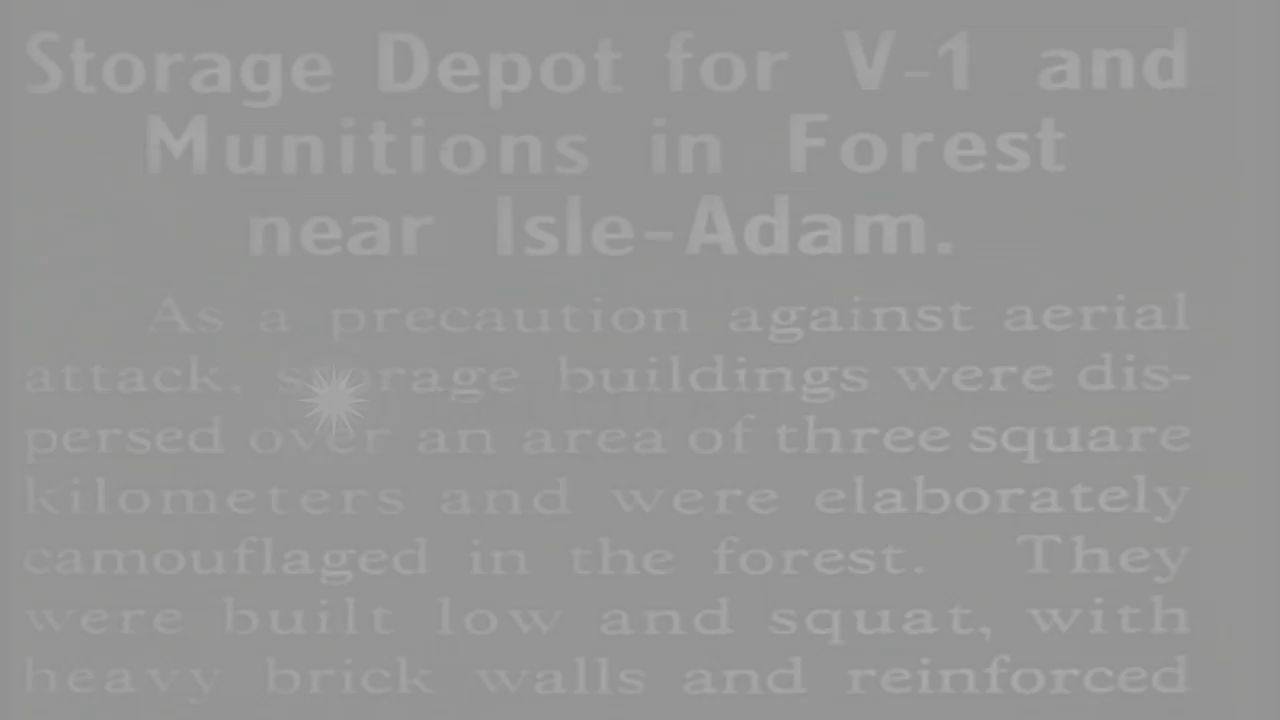 Storage Depot for V-1 and
Munitions in Forest
near Isle-Adam.
As a precaution against aerial
attack, storage buildings were dis-
persed over an area of three square
kilometers and were elaborately
camouflaged in the forest. They
were built low and squat, with
heavy brick walls and reinforced